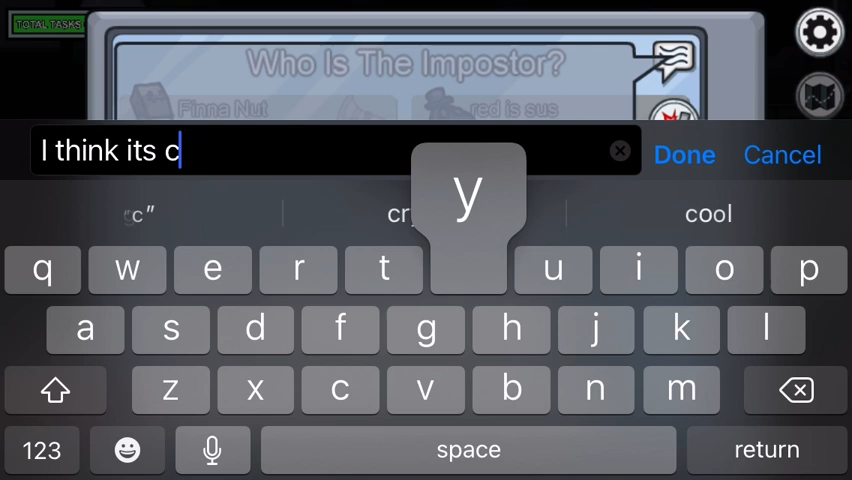 TOTAL TASKS
Who Is The Impostor?
Finna Nut
red is sus
I think its c
Done
Cancel
"c"
cool
y
q w e r t u i o p
a s d f g h j k l
z x c v b n m
123
space
return